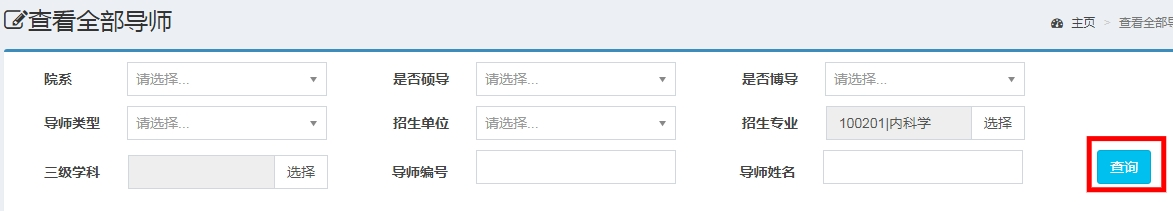 查看全部导师
主页 > 查看全部导
院系 请选择... 是否硕导 请选择... 是否博导 请选择...
导师类型 请选择... 招生单位 请选择... 招生专业 100201|内科学 选择
三级学科 选择 导师编号 导师姓名 查询